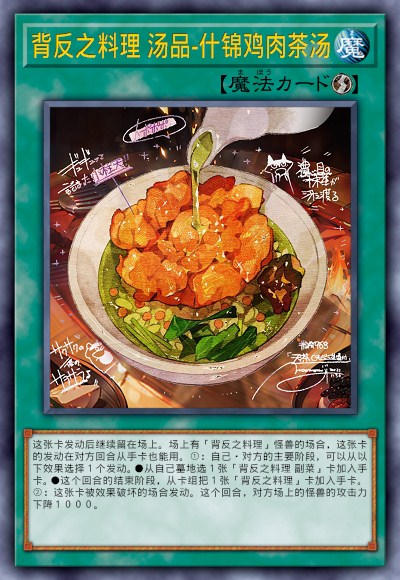 背反之料理 汤品-什锦鸡肉茶汤
魔
【魔法カード】
まほう
这张卡发动后继续留在场上。场上有「背反之料理」怪兽的场合，这张卡
的发动在对方回合从手卡也能用。①：自己・对方的主要阶段，可以从以
下效果选择1个发动。●从自己墓地选1张「背反之料理 副菜」卡加入手
卡。●这个回合的结束阶段，从卡组把1张「背反之料理」卡加入手卡。
②：这张卡被效果破坏的场合发动。这个回合，对方场上的怪兽的攻击力
下降１０００。